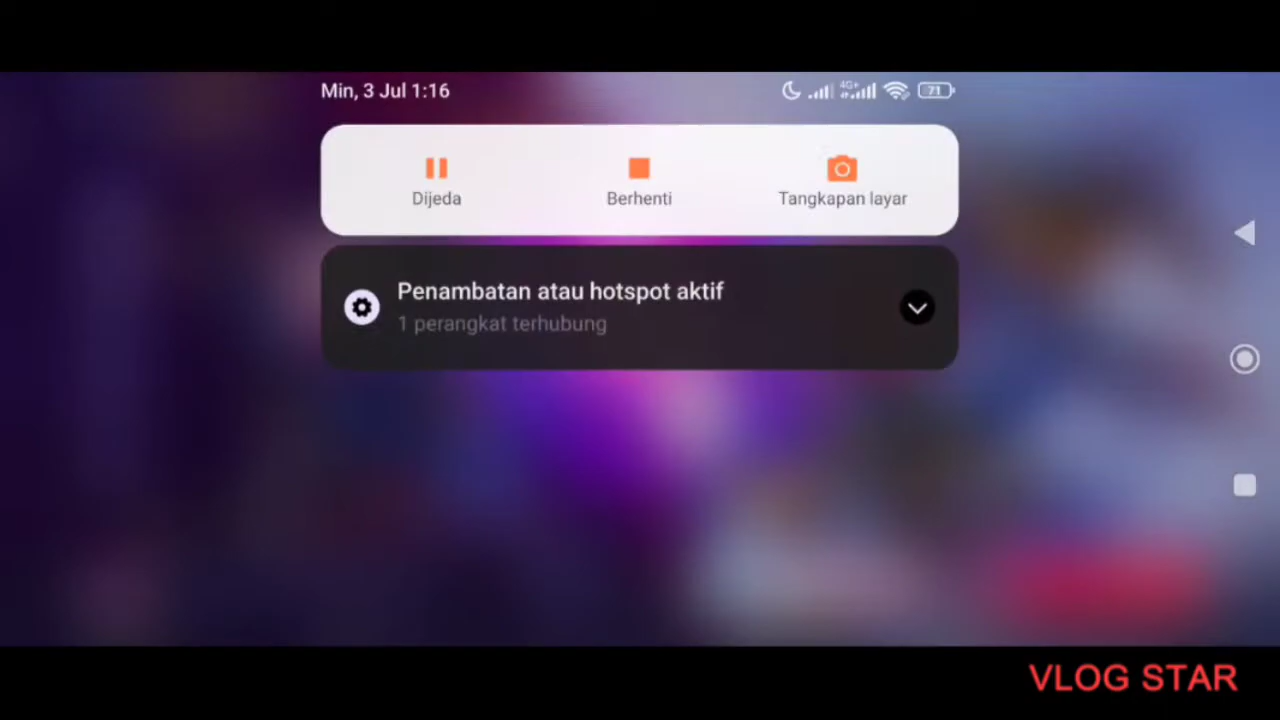 Min, 3 Jul 1:16
4G+
71
Dijeda
Berhenti
Tangkapan layar
Penambatan atau hotspot aktif
1 perangkat terhubung
VLOG STAR